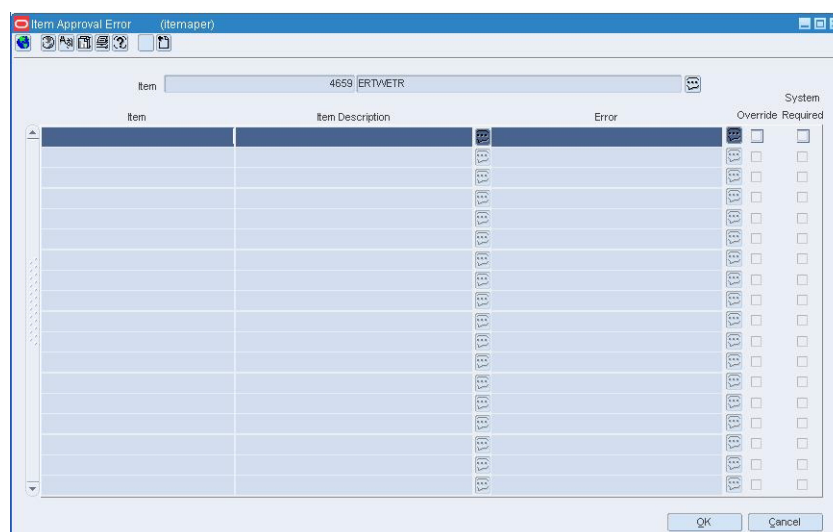 Item Approval Error (itemaper)
Item 4659 ERTWETR
System
Item Item Description Error Override Required
OK Cancel